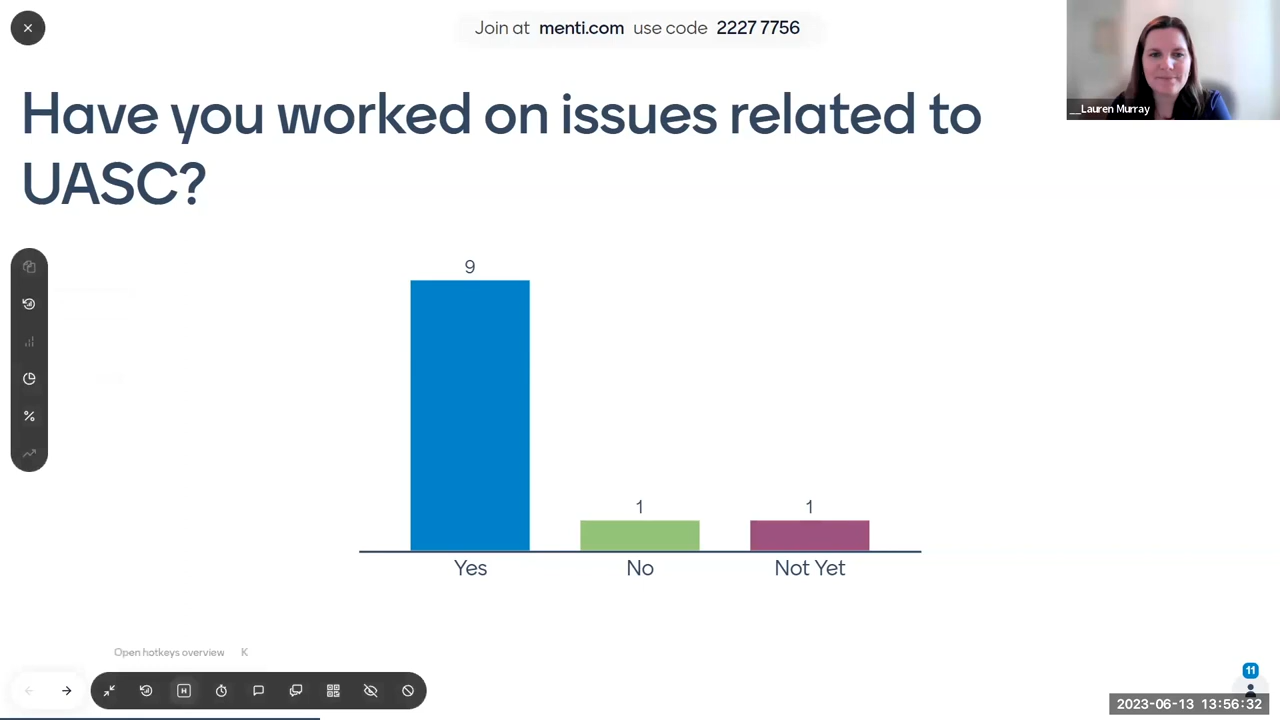 Join at menti.com use code 2227 7756
__Lauren Murray
Have you worked on issues related to
UASC?
9
1
1
%
Yes
No
Not Yet
Open hotkeys overview K
H
11
2023-06-13 13:56:32